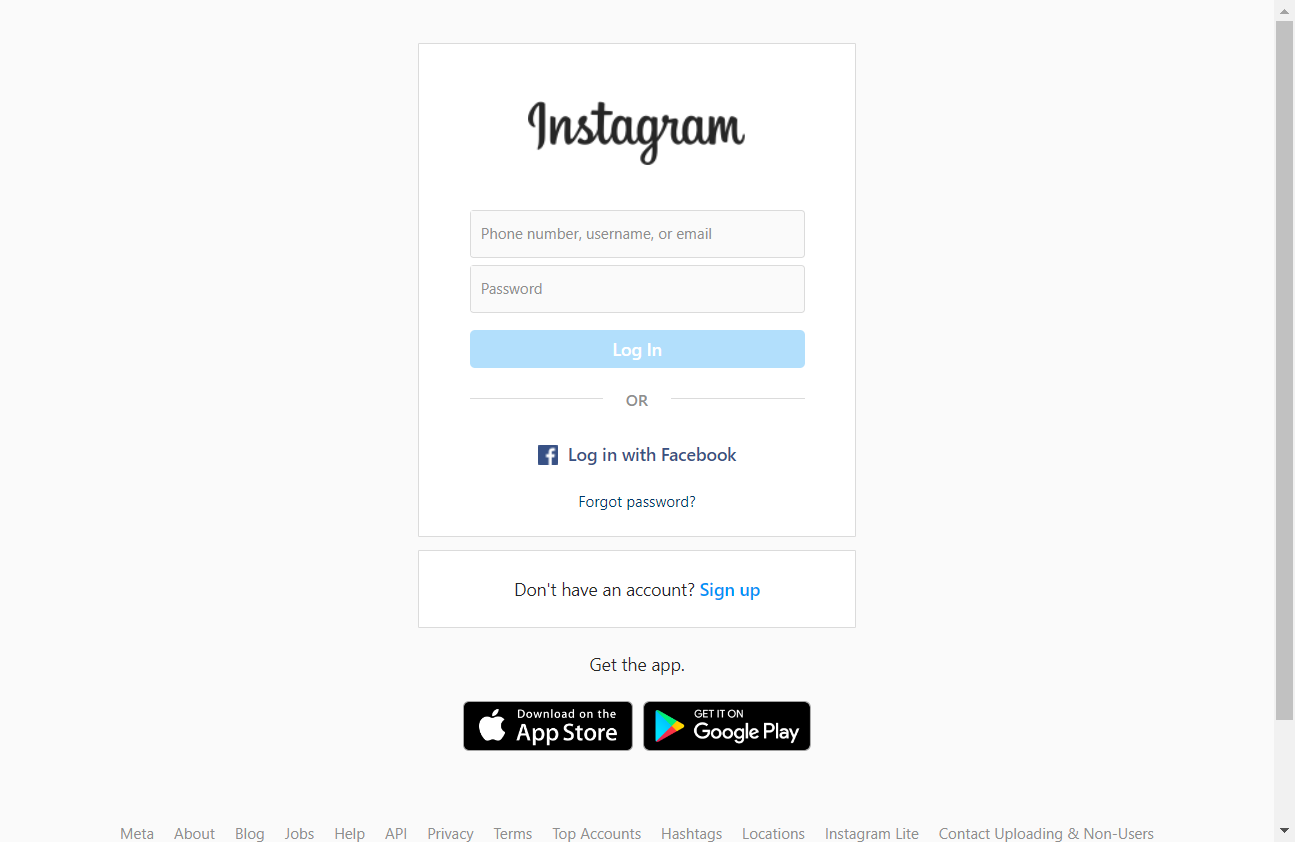 Instagram
Phone number, username, or email
Password
Log In
OR
Log in with Facebook
Forgot password?
Don't have an account? Sign up
Get the app.
Download on the
App Store
GET IT ON
Google Play
Meta About Blog Jobs Help API Privacy Terms Top Accounts Hashtags Locations Instagram Lite Contact Uploading & Non-Users